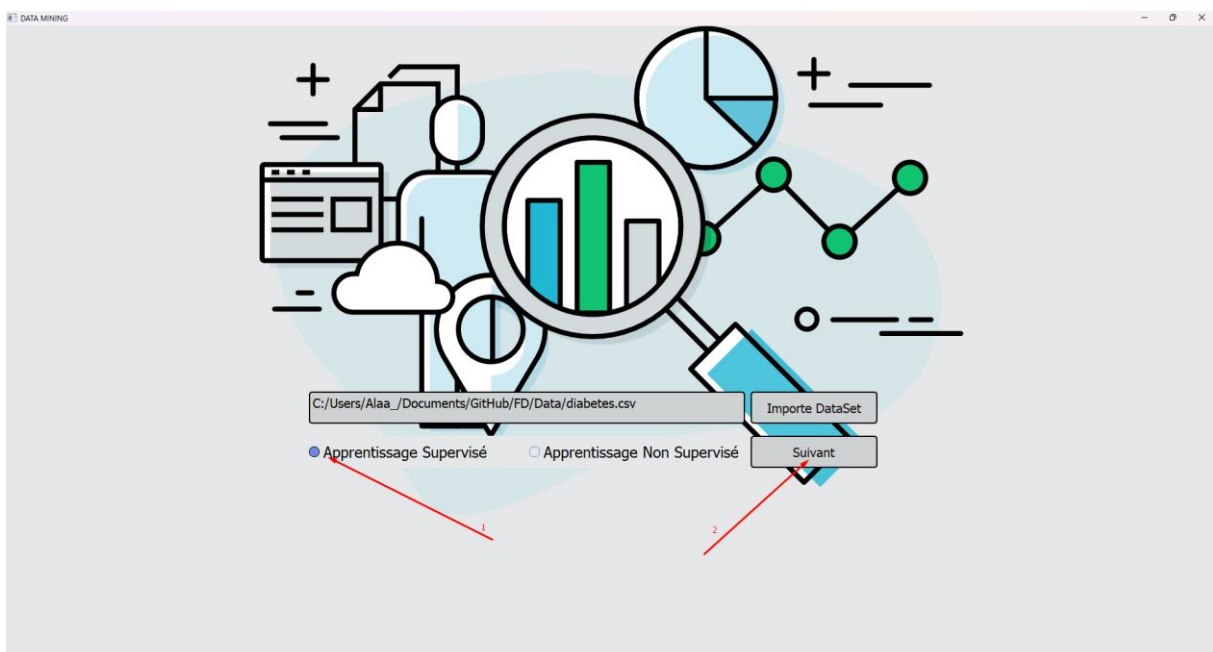 DATA MINING
C:/Users/Alaa_/Documents/GitHub/FD/Data/diabetes.csv
Importe DataSet
Apprentissage Supervisé
Apprentissage Non Supervisé
Suivant
1
2